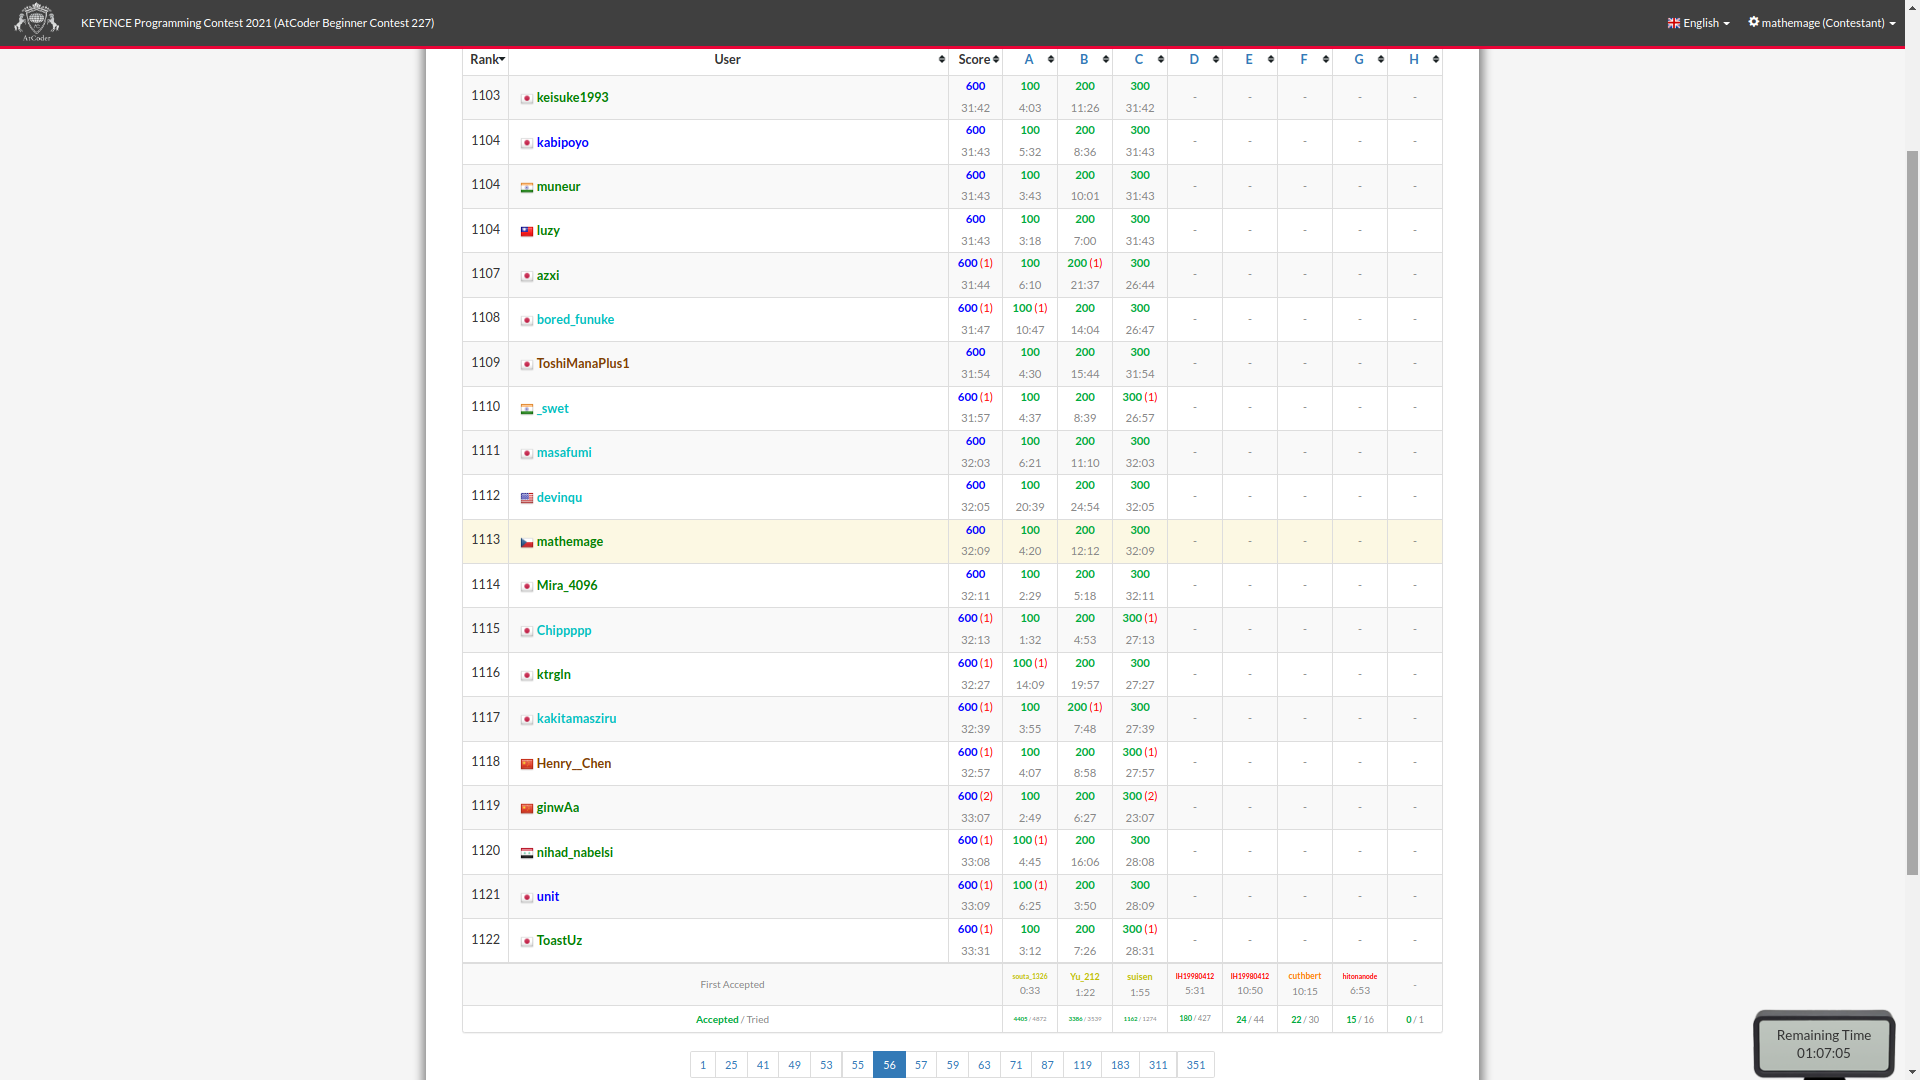 AtCoder
KEYENCE Programming Contest 2021 (AtCoder Beginner Contest 227)
English
mathemage (Contestant)
Rank User Score A B C D E F G H
1103 keisuke1993 600 100 200 300 - - - - -
31:42 4:03 11:26 31:42
1104 kabipoyo 600 100 200 300 - - - - -
31:43 5:32 8:36 31:43
1104 muneur 600 100 200 300 - - - - -
31:43 3:43 10:01 31:43
1104 luzy 600 100 200 300 - - - - -
31:43 3:18 7:00 31:43
1107 azxi 600 (1) 100 200 (1) 300 - - - - -
31:44 6:10 21:37 26:44
1108 bored_funuke 600 (1) 100 (1) 200 300 - - - - -
31:47 10:47 14:04 26:47
1109 ToshiManaPlus1 600 100 200 300 - - - - -
31:54 4:30 15:44 31:54
1110 _swet 600 (1) 100 200 300 (1) - - - - -
31:57 4:37 8:39 26:57
1111 masafumi 600 100 200 300 - - - - -
32:03 6:21 11:10 32:03
1112 devinqu 600 100 200 300 - - - - -
32:05 20:39 24:54 32:05
1113 mathemage 600 100 200 300 - - - - -
32:09 4:20 12:12 32:09
1114 Mira_4096 600 100 200 300 - - - - -
32:11 2:29 5:18 32:11
1115 Chippppp 600 (1) 100 200 300 (1) - - - - -
32:13 1:32 4:53 27:13
1116 ktrgln 600 (1) 100 (1) 200 300 - - - - -
32:27 14:09 19:57 27:27
1117 kakitamasziru 600 (1) 100 200 (1) 300 - - - - -
32:39 3:55 7:48 27:39
1118 Henry__Chen 600 (1) 100 200 300 (1) - - - - -
32:57 4:07 8:58 27:57
1119 ginwAa 600 (2) 100 200 300 (2) - - - - -
33:07 2:49 6:27 23:07
1120 nihad_nabelsi 600 (1) 100 (1) 200 300 - - - - -
33:08 4:45 16:06 28:08
1121 unit 600 (1) 100 (1) 200 300 - - - - -
33:09 6:25 3:50 28:09
1122 ToastUz 600 (1) 100 200 300 (1) - - - - -
33:31 3:12 7:26 28:31
First Accepted souta_1326 Yu_212 suisen IH19980412 IH19980412 cuthbert hitonanode -
0:33 1:22 1:55 5:31 10:50 10:15 6:53
Accepted / Tried 4405 / 4872 3386 / 3539 1162 / 1274 180 / 427 24 / 44 22 / 30 15 / 16 0 / 1
1 25 41 49 53 55 56 57 59 63 71 87 119 183 311 351
Remaining Time
01:07:05